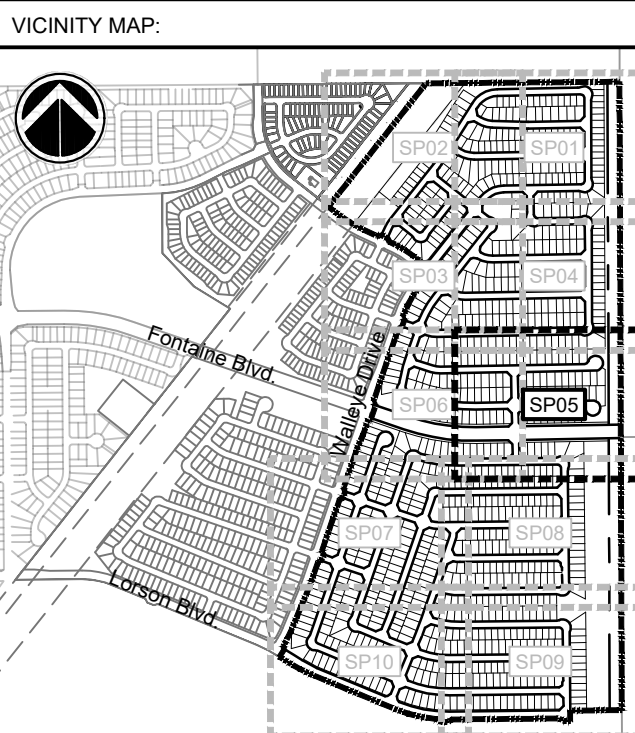 VICINITY MAP:
SP02
SP01
SP03
SP04
Fontaine Blvd.
Walleye Drive
SP06
SP05
SP07
SP08
Lorson Blvd.
SP10
SP09